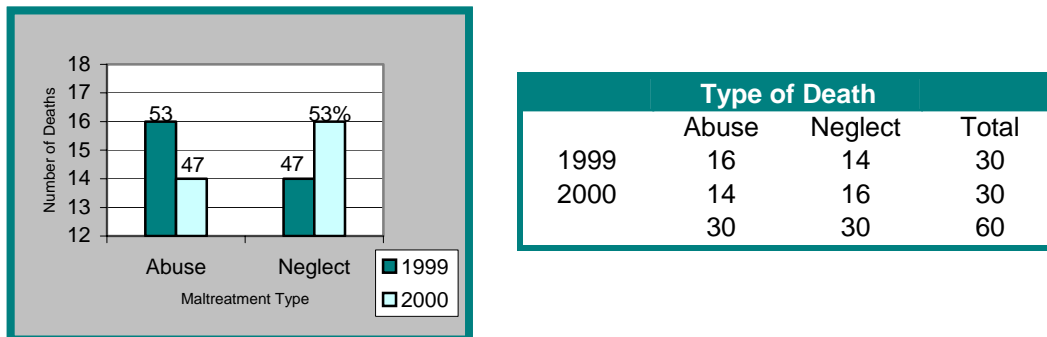 18
17
16
15
14
13
12
Number of Deaths
53
47
47
53%
Abuse Neglect
Maltreatment Type
1999
2000
Type of Death
Abuse Neglect Total
1999 16 14 30
2000 14 16 30
30 30 60